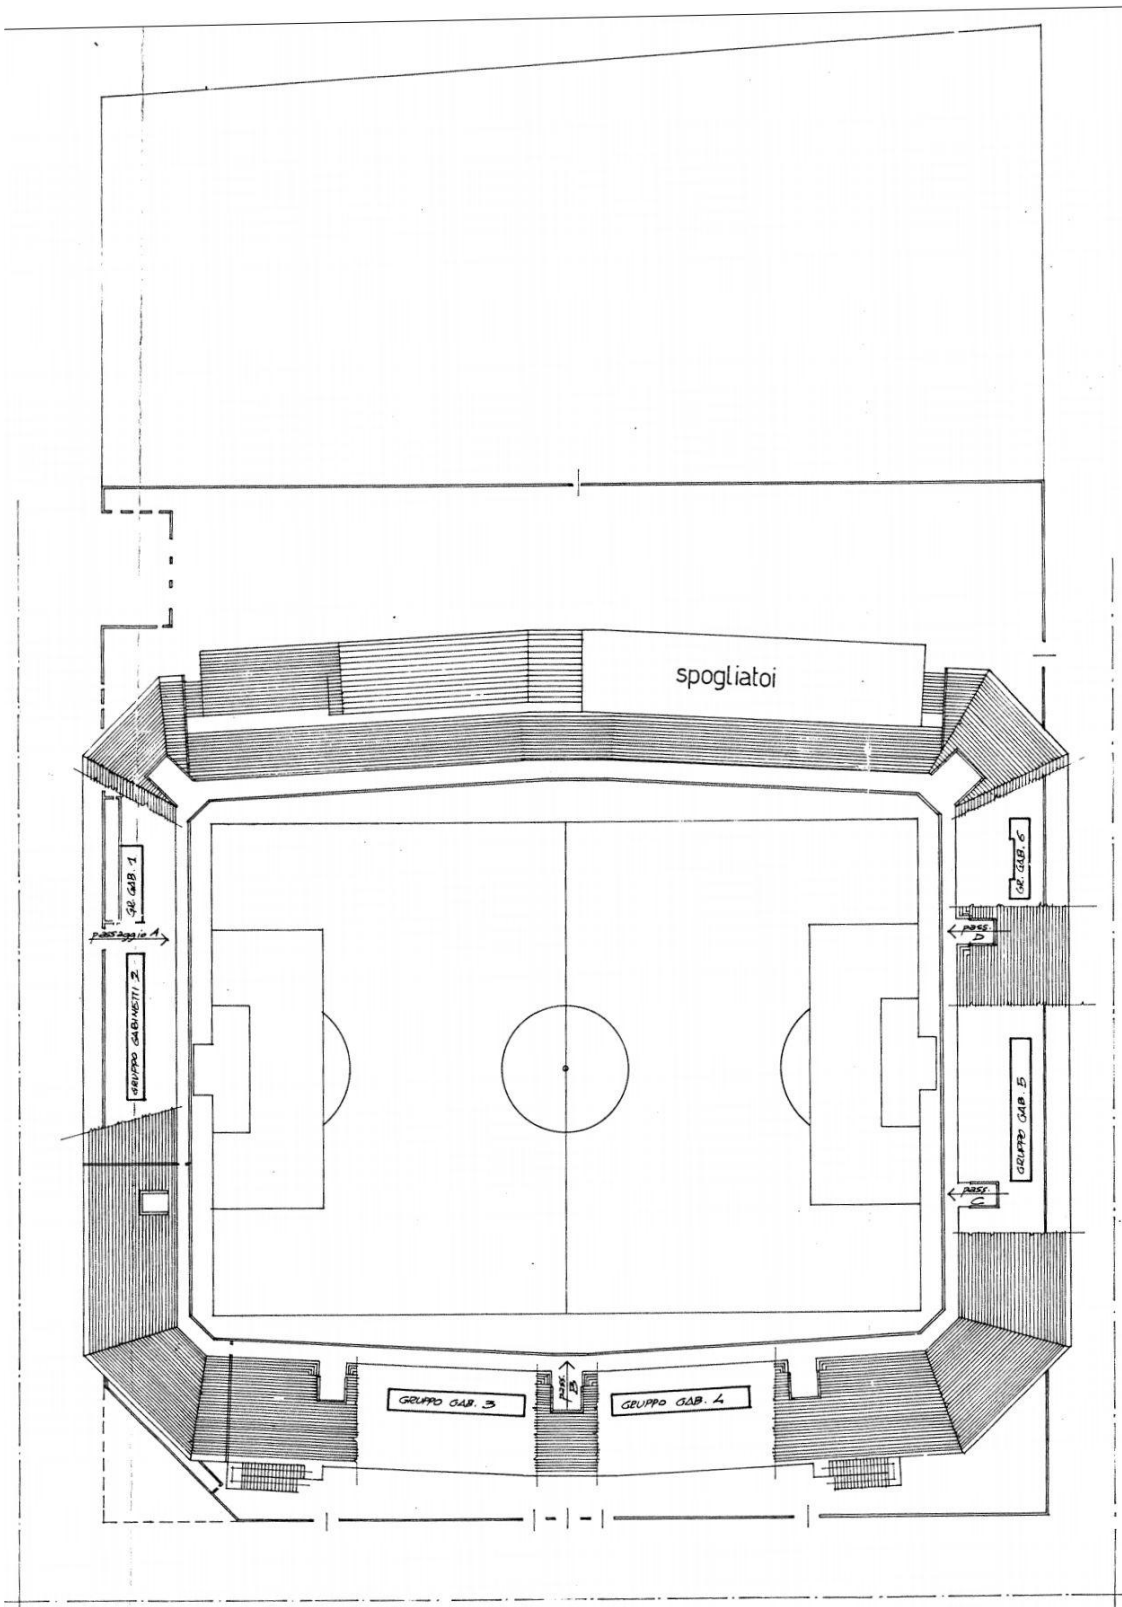 spogliatoi
GR. GAB. 1
GR. GAB. 6
passaggio A
pass.
D
GRUPPO GABINETTI 2
GRUPPO GAB. 5
pass.
C
pass.
B
GRUPPO GAB. 3
GRUPPO GAB. 4